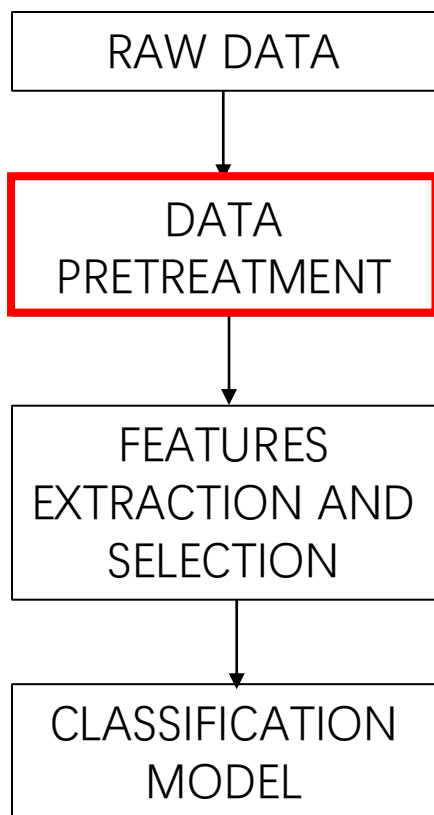 RAW DATA
DATA
PRETREATMENT
FEATURES
EXTRACTION AND
SELECTION
CLASSIFICATION
MODEL